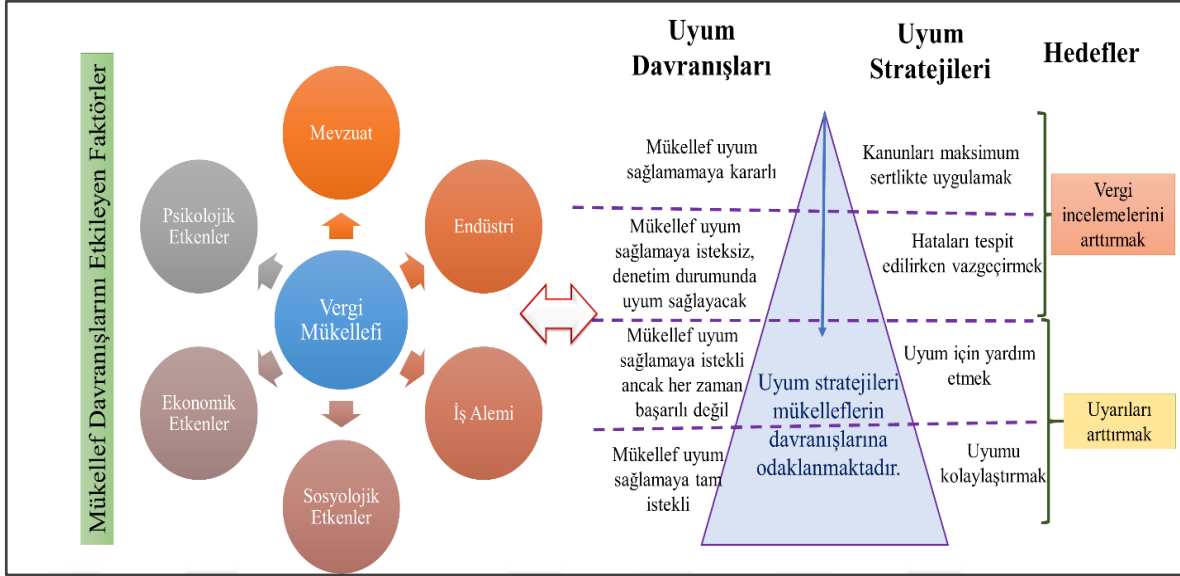 Mükellef Davranışlarını Etkileyen Faktörler
Mevzuat
Psikolojik
Etkenler
Endüstri
Vergi
Mükellefi
Ekonomik
Etkenler
İş Alemi
Sosyolojik
Etkenler
Uyum
Davranışları
Uyum
Stratejileri
Hedefler
Mükellef uyum
sağlamamaya kararlı
Kanunları maksimum
sertlikte uygulamak
Mükellef uyum
sağlamaya isteksiz,
denetim durumunda
uyum sağlayacak
Hataları tespit
edilirken vazgeçirmek
Vergi
incelemelerini
arttırmak
Mükellef uyum
sağlamaya istekli
ancak her zaman
başarılı değil
Uyum için yardım
etmek
Uyum stratejileri
mükelleflerin
davranışlarına
odaklanmaktadır.
Uyarıları
arttırmak
Mükellef uyum
sağlamaya tam
istekli
Uyumu
kolaylaştırmak